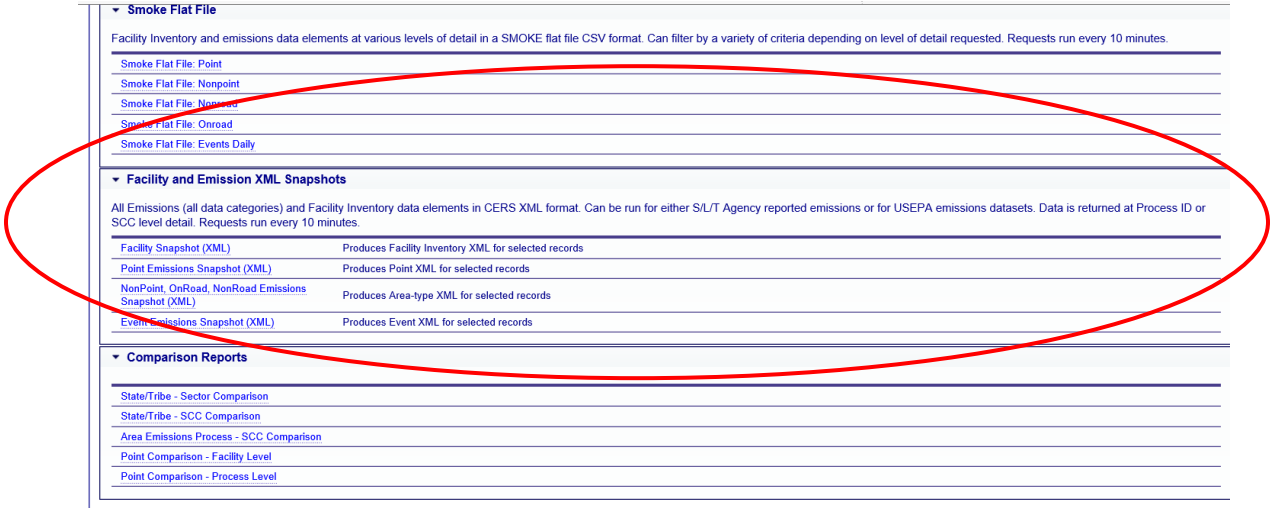 Smoke Flat File
Facility Inventory and emissions data elements at various levels of detail in a SMOKE flat file CSV format. Can filter by a variety of criteria depending on level of detail requested. Requests run every 10 minutes.
Smoke Flat File: Point
Smoke Flat File: Nonpoint
Smoke Flat File: Nonroad
Smoke Flat File: Onroad
Smoke Flat File: Events Daily
Facility and Emission XML Snapshots
All Emissions (all data categories) and Facility Inventory data elements in CERS XML format. Can be run for either S/L/T Agency reported emissions or for USEPA emissions datasets. Data is returned at Process ID or
SCC level detail. Requests run every 10 minutes.
Facility Snapshot (XML) Produces Facility Inventory XML for selected records
Point Emissions Snapshot (XML) Produces Point XML for selected records
NonPoint, OnRoad, NonRoad Emissions
Snapshot (XML) Produces Area-type XML for selected records
Event Emissions Snapshot (XML) Produces Event XML for selected records
Comparison Reports
State/Tribe - Sector Comparison
State/Tribe - SCC Comparison
Area Emissions Process - SCC Comparison
Point Comparison - Facility Level
Point Comparison - Process Level